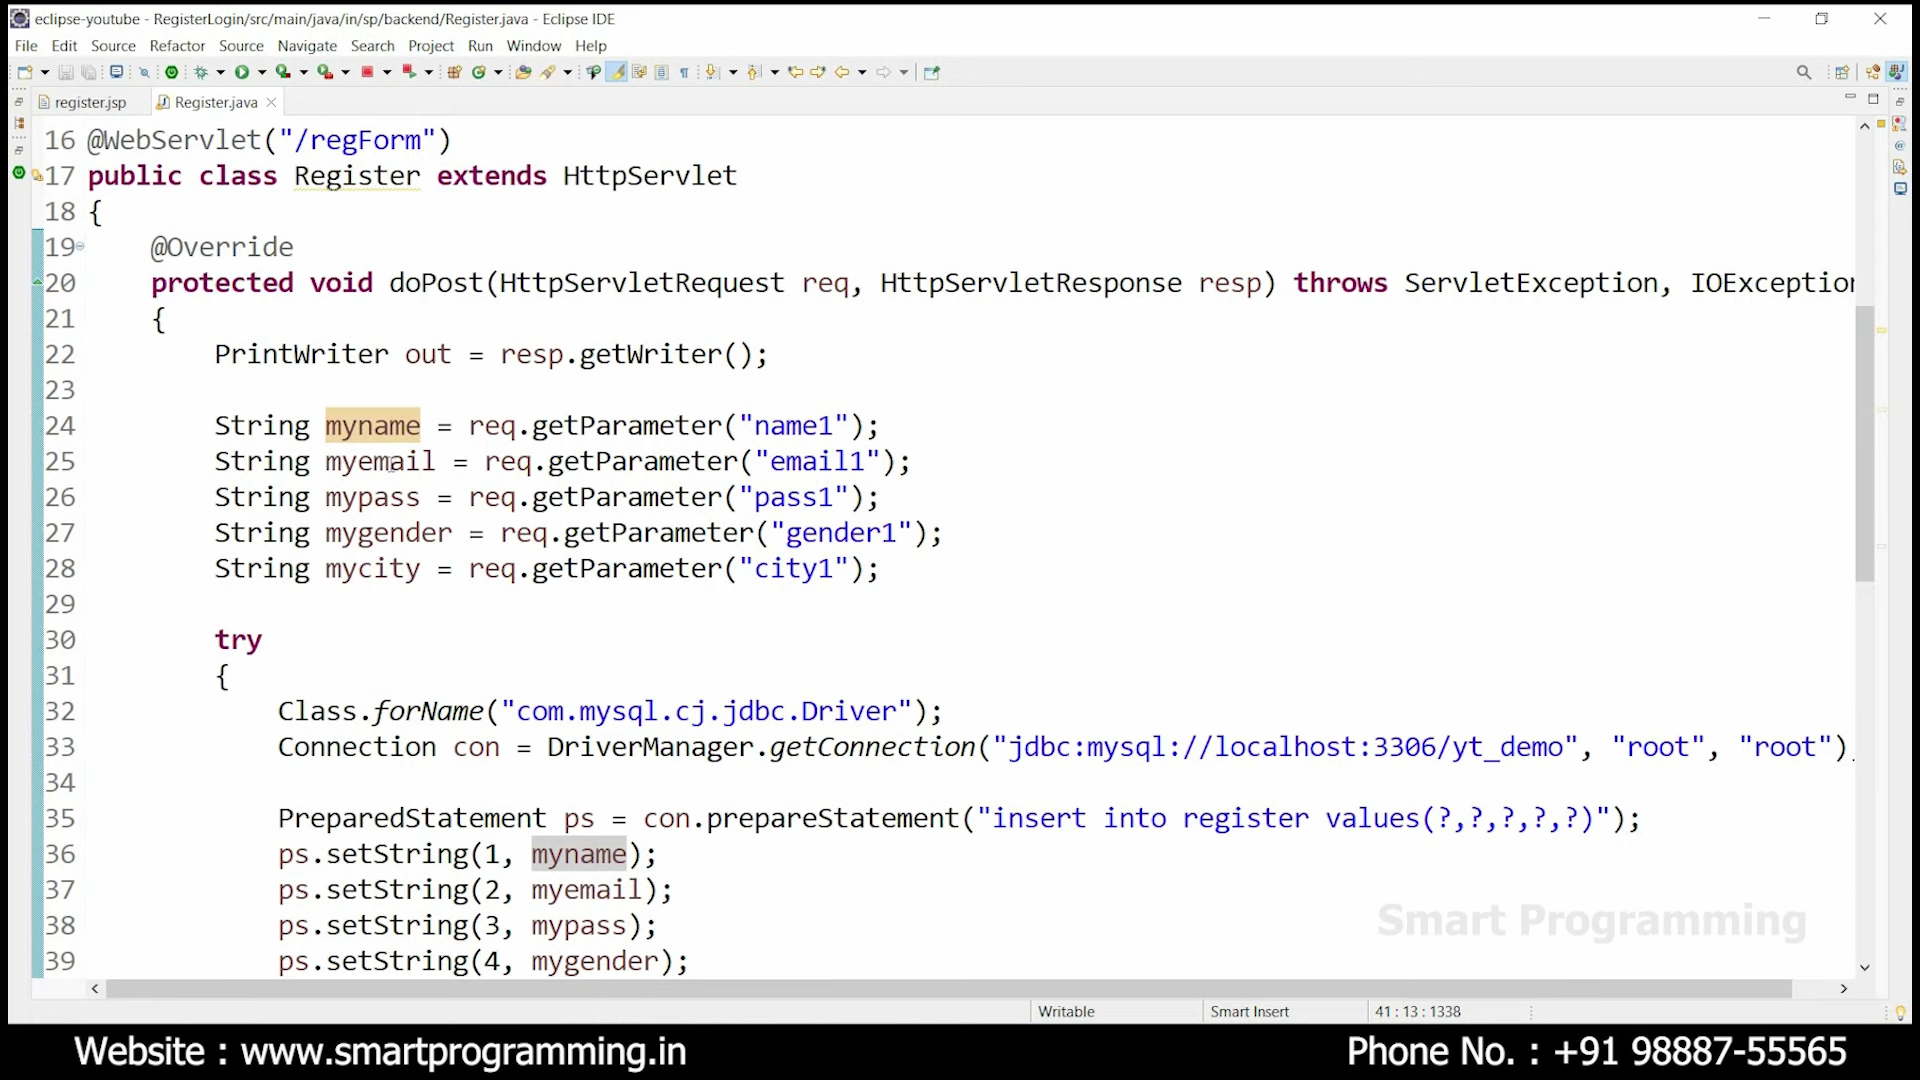 eclipse-youtube - RegisterLogin/src/main/java/in/sp/backend/Register.java - Eclipse IDE
File Edit Source Refactor Source Navigate Search Project Run Window Help
register.jsp Register.java
16 @WebServlet("/regForm")
17 public class Register extends HttpServlet
18 {
19 @Override
20 protected void doPost(HttpServletRequest req, HttpServletResponse resp) throws ServletException, IOException
21 {
22 PrintWriter out = resp.getWriter();
23
24 String myname = req.getParameter("name1");
25 String myemail = req.getParameter("email1");
26 String mypass = req.getParameter("pass1");
27 String mygender = req.getParameter("gender1");
28 String mycity = req.getParameter("city1");
29
30 try
31 {
32 Class.forName("com.mysql.cj.jdbc.Driver");
33 Connection con = DriverManager.getConnection("jdbc:mysql://localhost:3306/yt_demo", "root", "root")
34
35 PreparedStatement ps = con.prepareStatement("insert into register values(?,?,?,?,?)");
36 ps.setString(1, myname);
37 ps.setString(2, myemail);
38 ps.setString(3, mypass);
39 ps.setString(4, mygender);
Smart Programming
Writable Smart Insert 41 : 13 : 1338
Website : www.smartprogramming.in Phone No. : +91 98887-55565